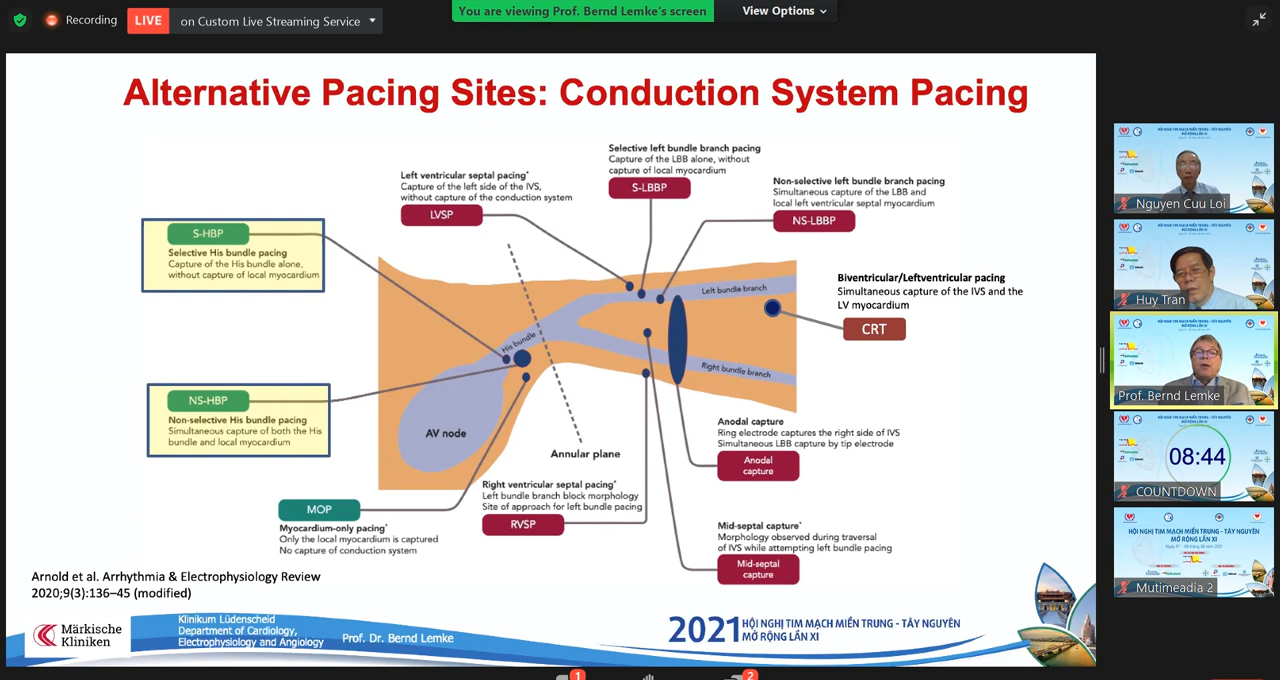 Recording
LIVE
on Custom Live Streaming Service
You are viewing Prof. Bernd Lemke's screen
View Options
Alternative Pacing Sites: Conduction System Pacing
S-HBP
Selective His bundle pacing
Capture of the His bundle alone,
without capture of local myocardium
Left ventricular septal pacing*
Capture of the left side of the IVS,
without capture of the conduction system
LVSP
Selective left bundle branch pacing
Capture of the LBB alone, without
capture of local myocardium
S-LBBP
Non-selective left bundle branch pacing
Simultaneous capture of the LBB and
local left ventricular septal myocardium
NS-LBBP
Biventricular/Leftventricular pacing
Simultaneous capture of the IVS and the
LV myocardium
CRT
Left bundle branch
His bundle
Right bundle branch
AV node
Annular plane
NS-HBP
Non-selective His bundle pacing
Simultaneous capture of both the His
bundle and local myocardium
MOP
Myocardium-only pacing*
Only the local myocardium is captured
No capture of conduction system
Right ventricular septal pacing*
Left bundle branch block morphology
Site of approach for left bundle pacing
RVSP
Anodal capture
Ring electrode captures the right side of IVS
Simultaneous LBB capture by tip electrode
Anodal
capture
Mid-septal capture*
Morphology observed during traversal
of IVS while attempting left bundle pacing
Mid-septal
capture
Arnold et al. Arrhythmia & Electrophysiology Review
2020;9(3):136–45 (modified)
Märkische
Kliniken
Klinikum Lüdenscheid
Department of Cardiology,
Electrophysiology and Angiology
Prof. Dr. Bernd Lemke
2021 HỘI NGHỊ TIM MẠCH MIỀN TRUNG - TÂY NGUYÊN
MỞ RỘNG LẦN XI
Nguyen Cuu Loi
Huy Tran
Prof. Bernd Lemke
08:44
COUNTDOWN
HỘI NGHỊ TIM MẠCH MIỀN TRUNG - TÂY NGUYÊN
MỞ RỘNG LẦN XI
Mutimeadia 2
1
2